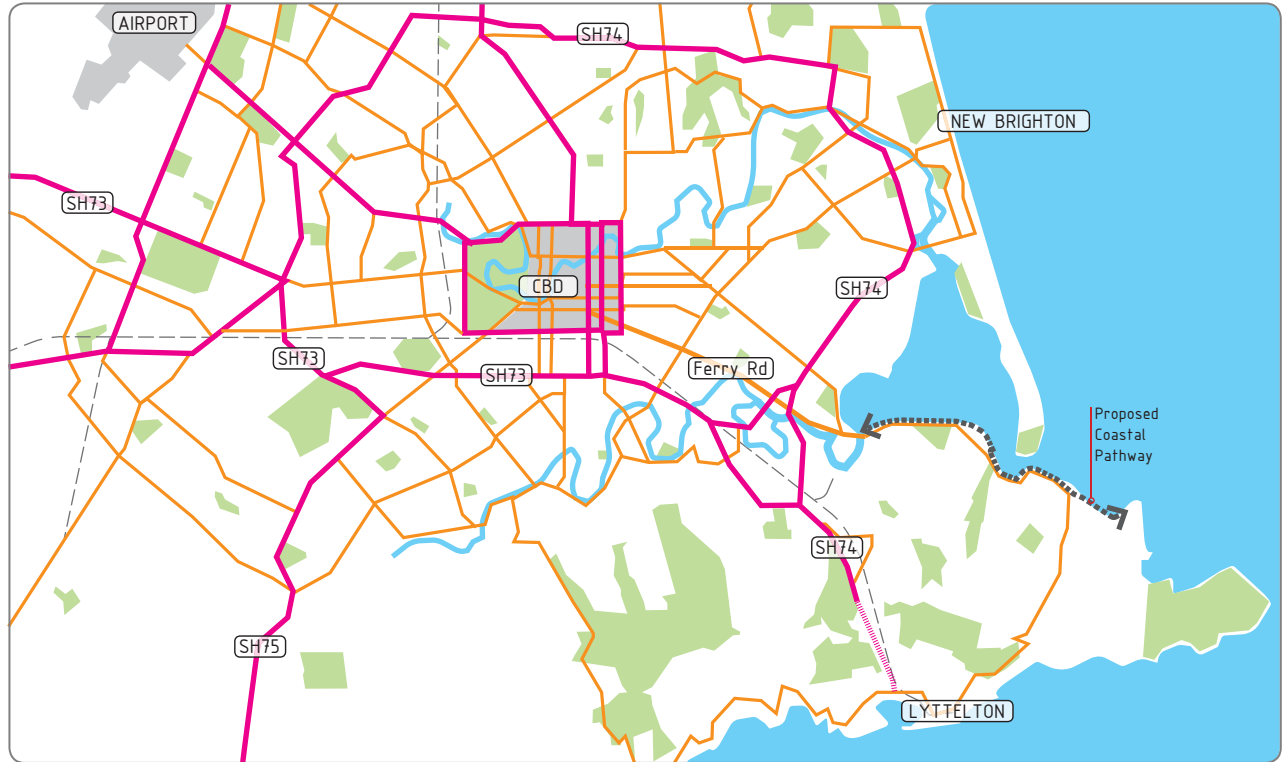 AIRPORT
SH74
NEW BRIGHTON
SH73
CBD
SH74
SH73
SH73
Ferry Rd
Proposed
Coastal
Pathway
SH74
SH75
LYTTELTON